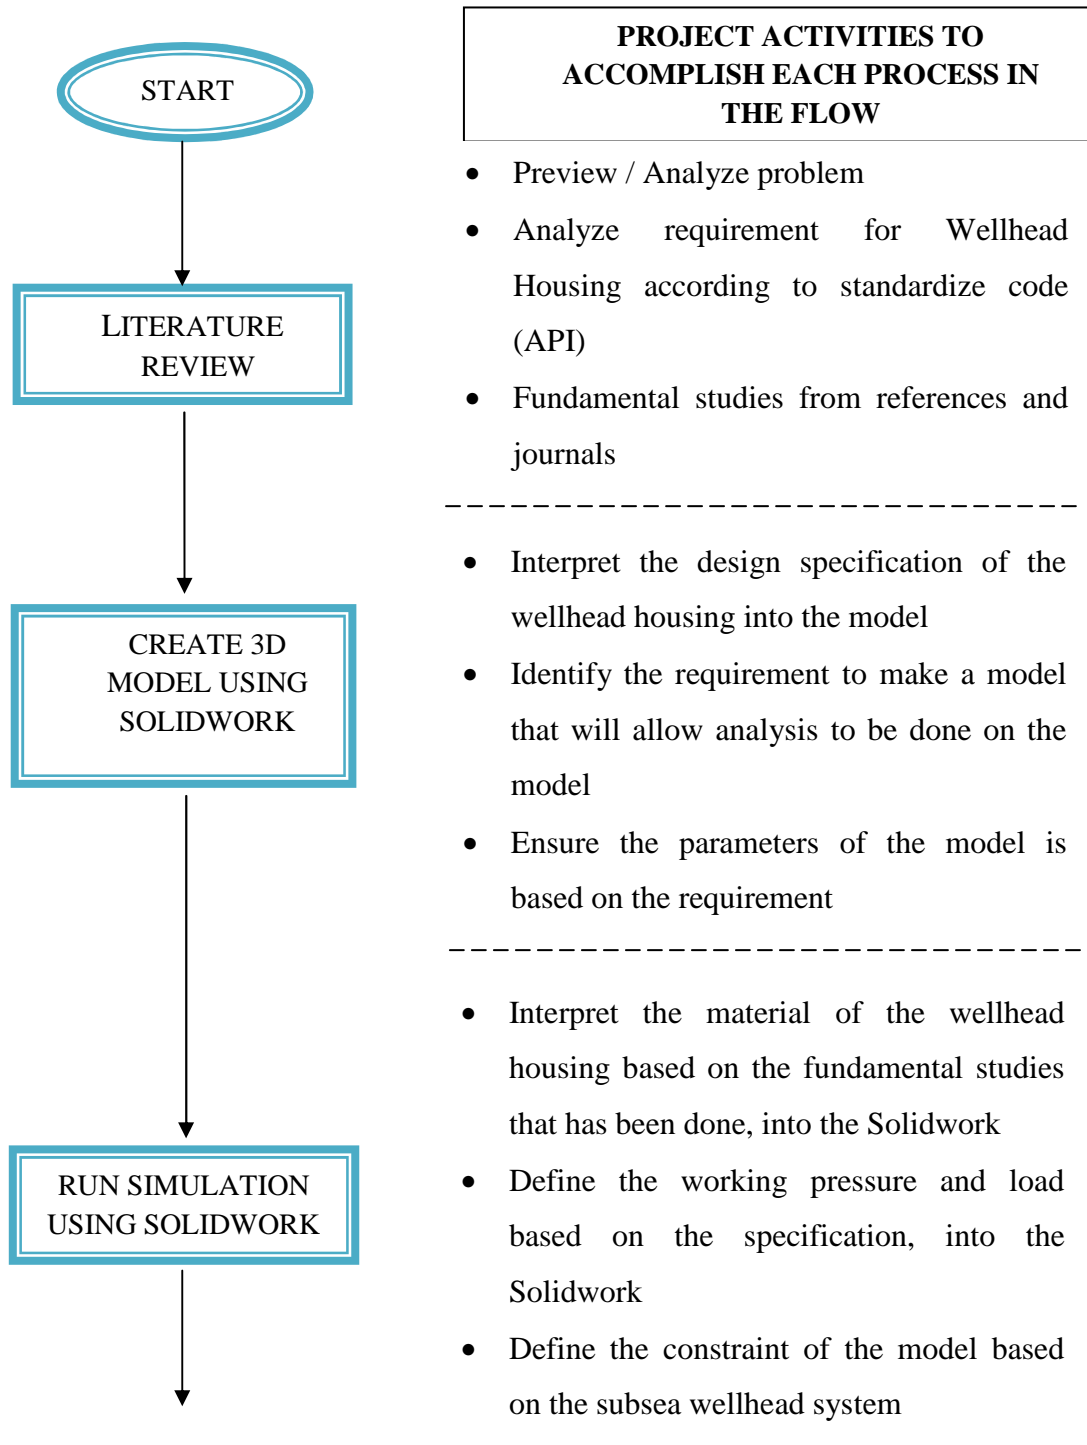 START
LITERATURE
REVIEW
CREATE 3D
MODEL USING
SOLIDWORK
RUN SIMULATION
USING SOLIDWORK
PROJECT ACTIVITIES TO
ACCOMPLISH EACH PROCESS IN
THE FLOW
• Preview / Analyze problem
• Analyze requirement for Wellhead
Housing according to standardize code
(API)
• Fundamental studies from references and
journals
• Interpret the design specification of the
wellhead housing into the model
• Identify the requirement to make a model
that will allow analysis to be done on the
model
• Ensure the parameters of the model is
based on the requirement
• Interpret the material of the wellhead
housing based on the fundamental studies
that has been done, into the Solidwork
• Define the working pressure and load
based on the specification, into the
Solidwork
• Define the constraint of the model based
on the subsea wellhead system